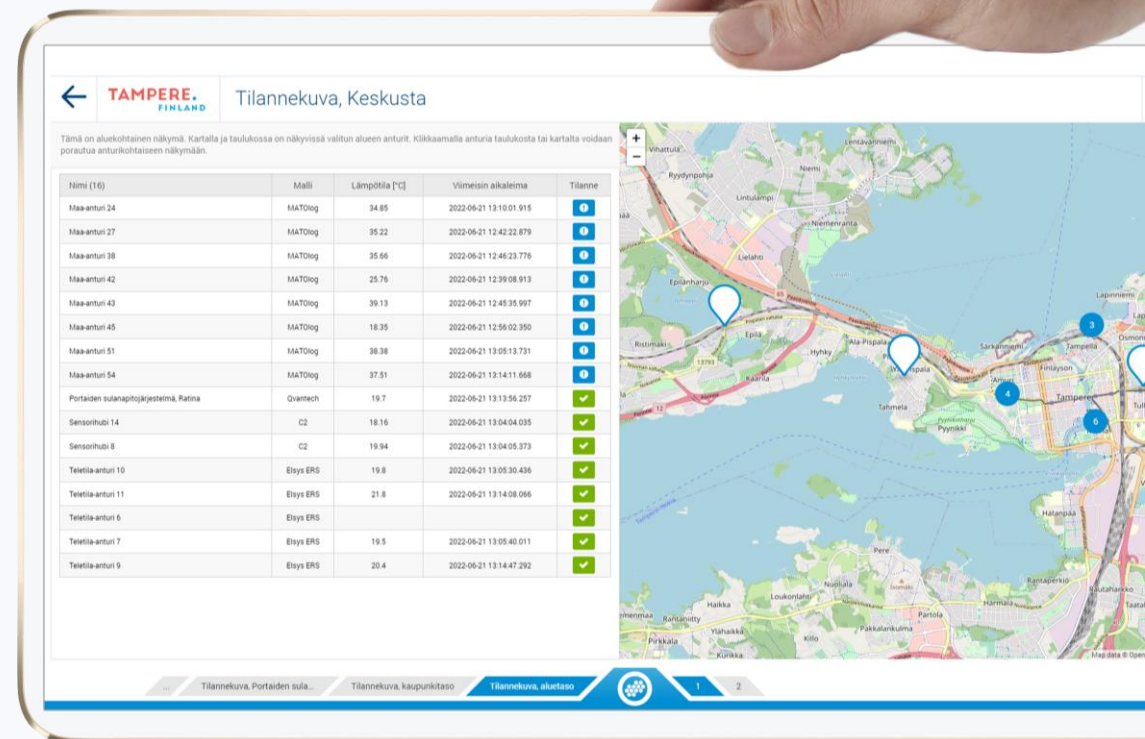 TAMPERE.
FINLAND
Tilannekuva, Keskusta
Tämä on aluekohtainen näkymä. Kartalla ja taulukossa on näkyvissä valitun alueen anturit. Klikkaamalla anturia taulukosta tai kartalta voidaan
porautua anturikohtaiseen näkymään.
Nimi (16) Malli Lämpötila [°C] Viimeisin aikaleima Tilanne
Maa-anturi 24 MATOlog 34.85 2022-06-21 13:10:01.915
Maa-anturi 27 MATOlog 35.22 2022-06-21 12:42:22.879
Maa-anturi 38 MATOlog 35.66 2022-06-21 12:46:23.776
Maa-anturi 42 MATOlog 25.76 2022-06-21 12:39:08.913
Maa-anturi 43 MATOlog 39.13 2022-06-21 12:45:35.997
Maa-anturi 45 MATOlog 18.35 2022-06-21 12:56:02.350
Maa-anturi 51 MATOlog 38.38 2022-06-21 13:05:13.731
Maa-anturi 54 MATOlog 37.51 2022-06-21 13:14:11.668
Portaiden sulanapitojärjestelmä, Ratina Qvantech 19.7 2022-06-21 13:13:56.257
Sensorihubi 14 C2 18.16 2022-06-21 13:04:04.035
Sensorihubi 8 C2 19.94 2022-06-21 13:04:05.373
Teletila-anturi 10 Elsys ERS 19.8 2022-06-21 13:05:30.436
Teletila-anturi 11 Elsys ERS 21.8 2022-06-21 13:14:08.066
Teletila-anturi 6 Elsys ERS
Teletila-anturi 7 Elsys ERS 19.5 2022-06-21 13:05:40.011
Teletila-anturi 9 Elsys ERS 20.4 2022-06-21 13:14:47.292
+
−
Vihattula
Lentävänniemi
Ryydynpohja
Niemi
Lintulampi
Niemenranta
Lielahti
Epilänharju
65
Lapinniemi
3
Epilä
Ristimäki
Hyhky
Ala-Pispala
Särkänniemi
Tampella
Finlayson
13793
Kaarila
4
Tampere
12
Tahmela
Pyynikki
6
Hatanpää
Pere
Nuoliala
Loukonlahti
Rantaperkiö
Haikka
Härmälä
Rautaharkko
Rantaniitty
Partola
Ylähaikka
Pakkalankulma
Killo
Pirkkala
Kurikka
Map data © Open
... Tilannekuva, Portaiden sula... Tilannekuva, kaupunkitaso Tilannekuva, aluetaso 1 2